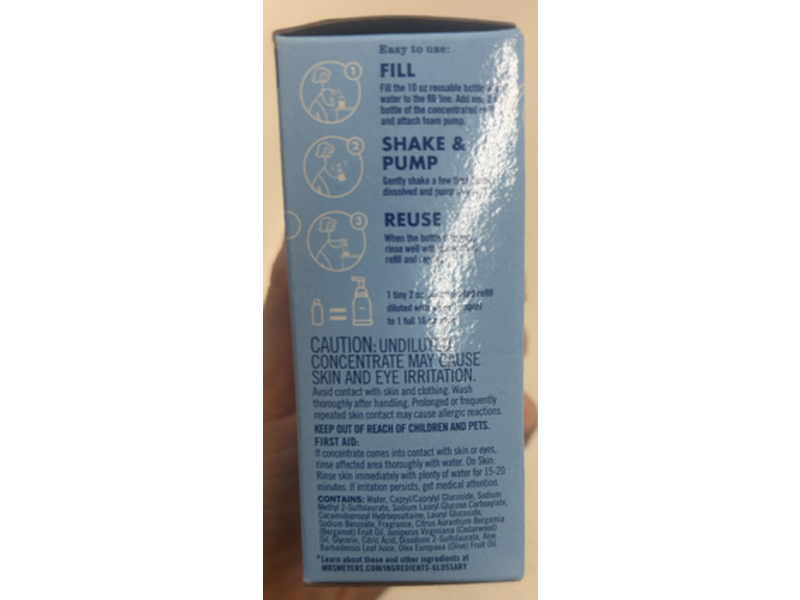 Easy to use:
1
FILL
Fill the 10 oz reusable bottle
water to the fill line. Add one
bottle of the concentrated
and attach foam pump.
2
SHAKE &
PUMP
Gently shake a few
dissolved and pump
3
REUSE
When the bottle
rinse well
refill and
=
1 tiny 2 oz refill
diluted
to 1 full
CAUTION: UNDILUTED
CONCENTRATE MAY CAUSE
SKIN AND EYE IRRITATION.
Avoid contact with skin and clothing. Wash
thoroughly after handling. Prolonged or frequently
repeated skin contact may cause allergic reactions.
KEEP OUT OF REACH OF CHILDREN AND PETS.
FIRST AID:
If concentrate comes into contact with skin or eyes,
rinse affected area thoroughly with water. On Skin:
Rinse skin immediately with plenty of water for 15-20
minutes. If irritation persists, get medical attention.
CONTAINS: Water, Capryl/Caprylyl Glucoside, Sodium
Methyl 2-Sulfolaurate, Sodium Lauryl Glucose Carboxylate,
Cocamidopropyl Hydroxysultaine, Lauryl Glucoside,
Sodium Benzoate, Fragrance, Citrus Aurantium Bergamia
(Bergamot) Fruit Oil, Juniperus Virginiana (Cedarwood)
Oil, Glycerin, Citric Acid, Disodium 2-Sulfolaurate, Aloe
Barbadensis Leaf Juice, Olea Europaea (Olive) Fruit Oil.
*Learn about these and other ingredients at
MRSMEYERS.COM/INGREDIENTS-GLOSSARY